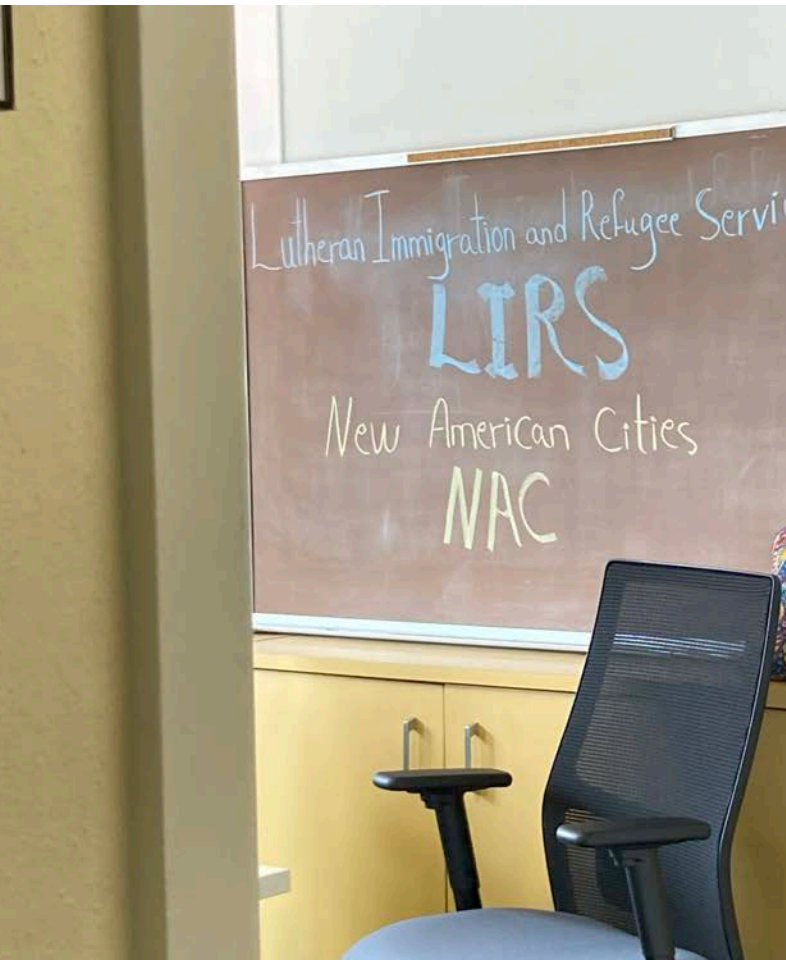 Lutheran Immigration and Refugee Servi
LIRS
New American Cities
NAC